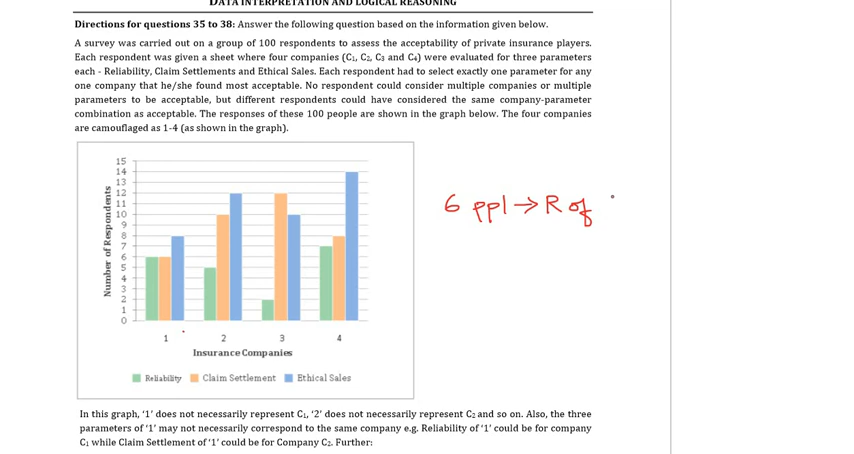 DATA INTERPRETATION AND LOGICAL REASONING
Directions for questions 35 to 38: Answer the following question based on the information given below.
A survey was carried out on a group of 100 respondents to assess the acceptability of private insurance players.
Each respondent was given a sheet where four companies (C₁, C₂, C₃ and C₄) were evaluated for three parameters
each - Reliability, Claim Settlements and Ethical Sales. Each respondent had to select exactly one parameter for any
one company that he/she found most acceptable. No respondent could consider multiple companies or multiple
parameters to be acceptable, but different respondents could have considered the same company-parameter
combination as acceptable. The responses of these 100 people are shown in the graph below. The four companies
are camouflaged as 1-4 (as shown in the graph).
15
14
13
12
11
10
9
8
7
6
5
4
3
2
1
0
Number of Respondents
1 2 3 4
Insurance Companies
Reliability Claim Settlement Ethical Sales
6 ppl → R of
In this graph, '1' does not necessarily represent C₁, '2' does not necessarily represent C₂ and so on. Also, the three
parameters of '1' may not necessarily correspond to the same company e.g. Reliability of '1' could be for company
C₁ while Claim Settlement of '1' could be for Company C₂. Further: